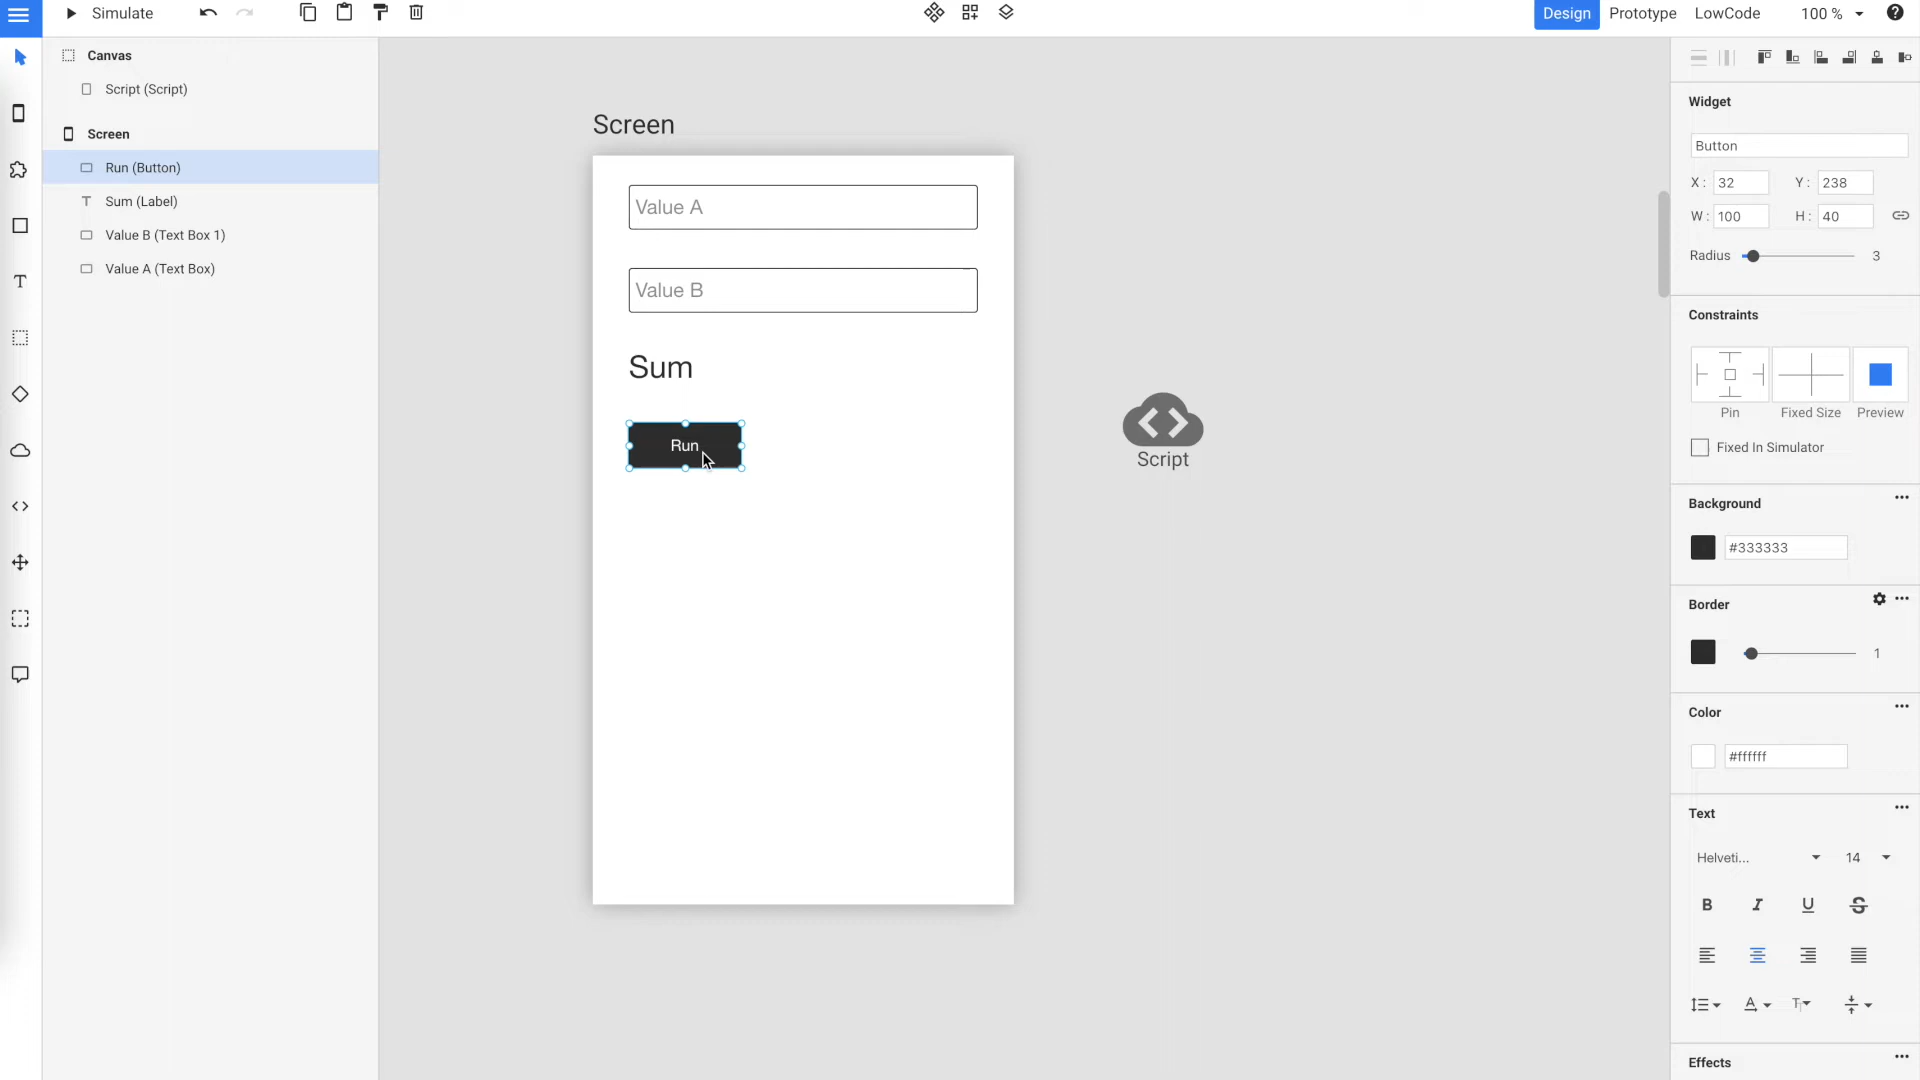 Simulate
Design
Prototype
LowCode
100 %
Canvas
Script (Script)
Screen
Run (Button)
Sum (Label)
Value B (Text Box 1)
Value A (Text Box)
Screen
Value A
Value B
Sum
Run
Script
Widget
Button
X : 32 Y : 238
W : 100 H : 40
Radius 3
Constraints
Pin Fixed Size Preview
Fixed In Simulator
Background
#333333
Border
1
Color
#ffffff
Text
Helveti... 14
Effects